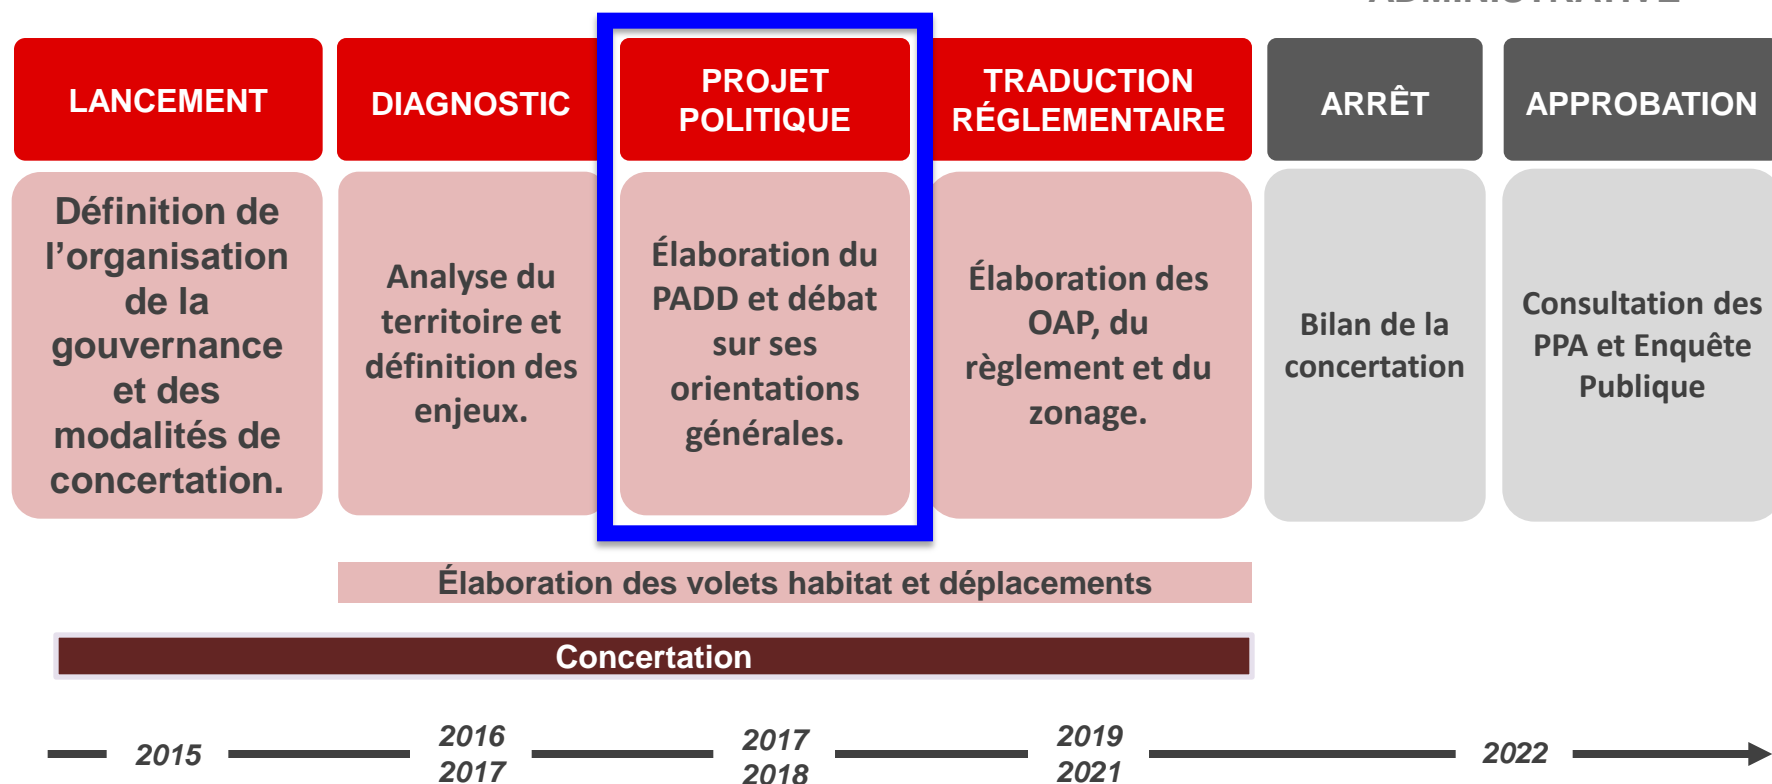 ADMINISTRATIVE
LANCEMENT
DIAGNOSTIC
PROJET
POLITIQUE
TRADUCTION
RÉGLEMENTAIRE
ARRÊT
APPROBATION
Définition de
l’organisation
de la
gouvernance
et des
modalités de
concertation.
Analyse du
territoire et
définition des
enjeux.
Élaboration du
PADD et débat
sur ses
orientations
générales.
Élaboration des
OAP, du
règlement et du
zonage.
Bilan de la
concertation
Consultation des
PPA et Enquête
Publique
Élaboration des volets habitat et déplacements
Concertation
2015
2016
2017
2017
2018
2019
2021
2022